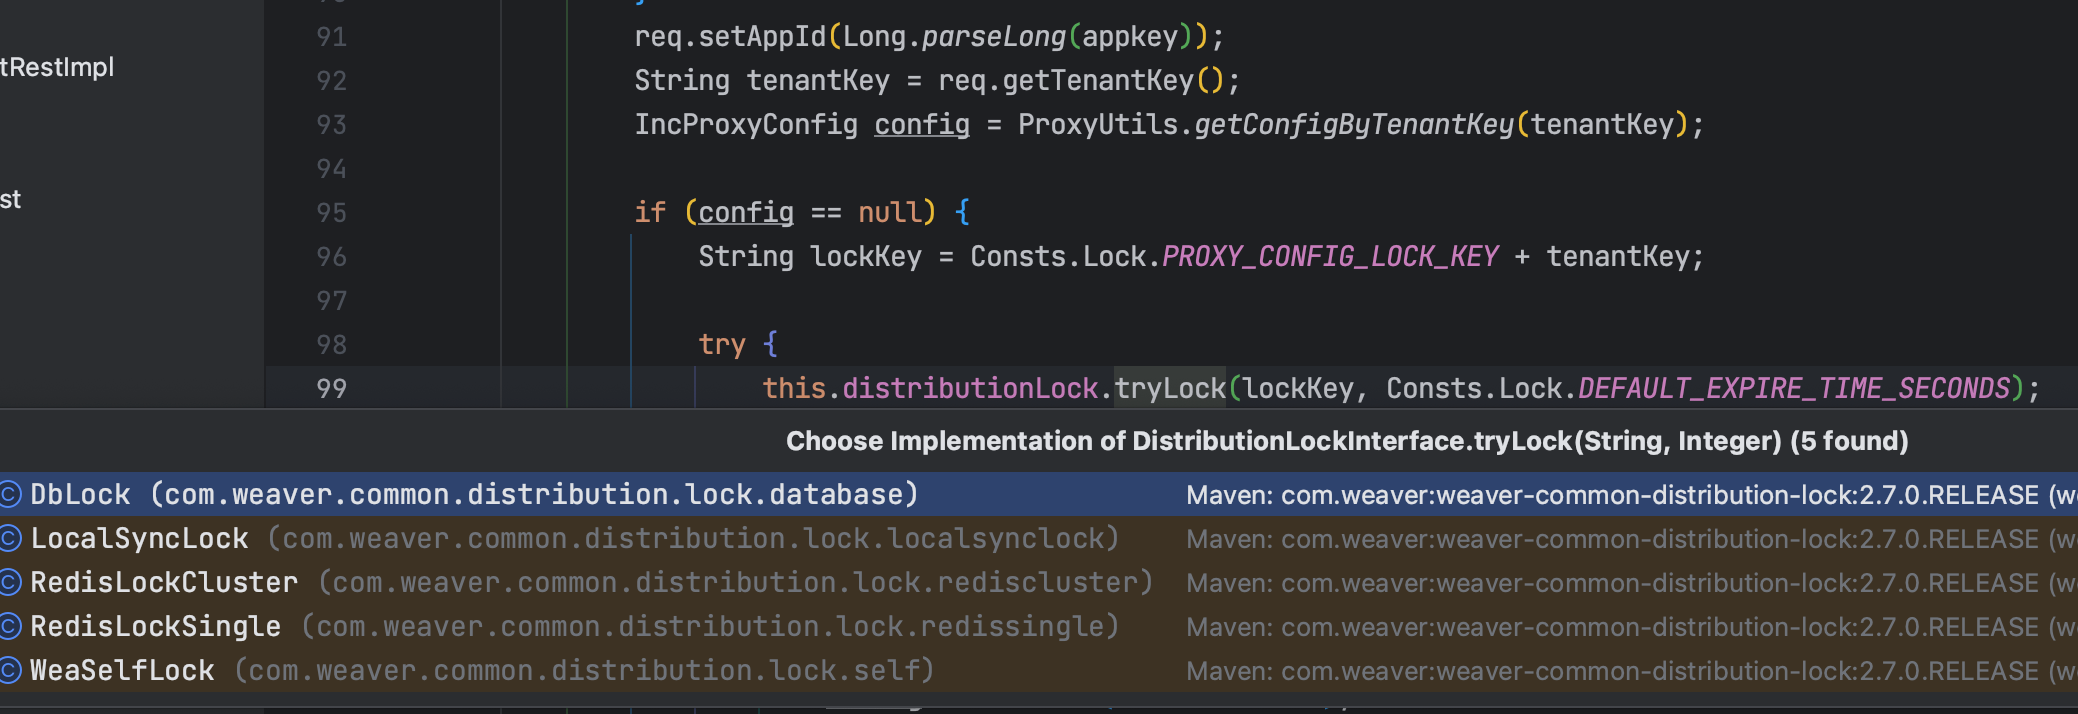 91 req.setAppId(Long.parseLong(appkey));
tRestImpl
92 String tenantKey = req.getTenantKey();
93 IncProxyConfig config = ProxyUtils.getConfigByTenantKey(tenantKey);
94
st
95 if (config == null) {
96 String lockKey = Consts.Lock.PROXY_CONFIG_LOCK_KEY + tenantKey;
97
98 try {
99 this.distributionLock.tryLock(lockKey, Consts.Lock.DEFAULT_EXPIRE_TIME_SECONDS);
Choose Implementation of DistributionLockInterface.tryLock(String, Integer) (5 found)
DbLock (com.weaver.common.distribution.lock.database) Maven: com.weaver:weaver-common-distribution-lock:2.7.0.RELEASE (we
LocalSyncLock (com.weaver.common.distribution.lock.localsynclock) Maven: com.weaver:weaver-common-distribution-lock:2.7.0.RELEASE (we
RedisLockCluster (com.weaver.common.distribution.lock.rediscluster) Maven: com.weaver:weaver-common-distribution-lock:2.7.0.RELEASE (we
RedisLockSingle (com.weaver.common.distribution.lock.redissingle) Maven: com.weaver:weaver-common-distribution-lock:2.7.0.RELEASE (we
WeaSelfLock (com.weaver.common.distribution.lock.self) Maven: com.weaver:weaver-common-distribution-lock:2.7.0.RELEASE (we